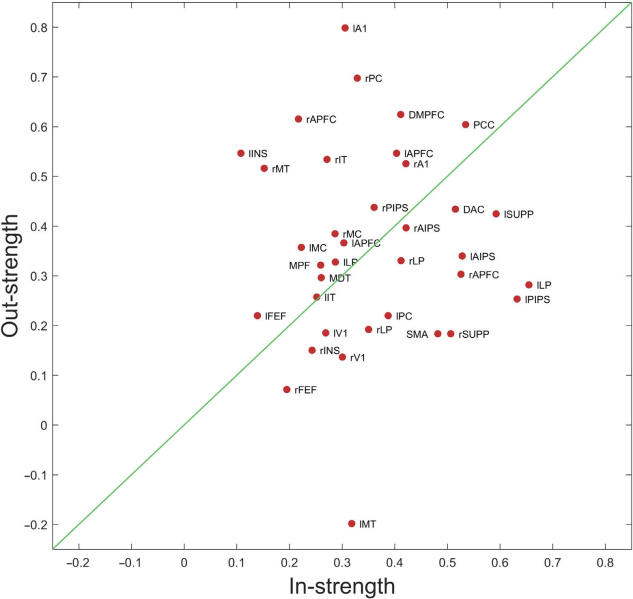 0.8
lA1
0.7
rPC
rAPFC
DMPFC
0.6
PCC
lINS
lAPFC
rIT
rA1
rMT
0.5
rPIPS
DAC
lSUPP
0.4
rMC
rAIPS
lMC
lAPFC
lAIPS
MPF
lLP
rLP
0.3
MDT
rAPFC
lLP
lIT
lPIPS
lFEF
lPC
0.2
lV1
rLP
SMA
rSUPP
rINS
rV1
0.1
rFEF
0
−0.1
−0.2
lMT
Out-strength
−0.2 −0.1 0 0.1 0.2 0.3 0.4 0.5 0.6 0.7 0.8
In-strength